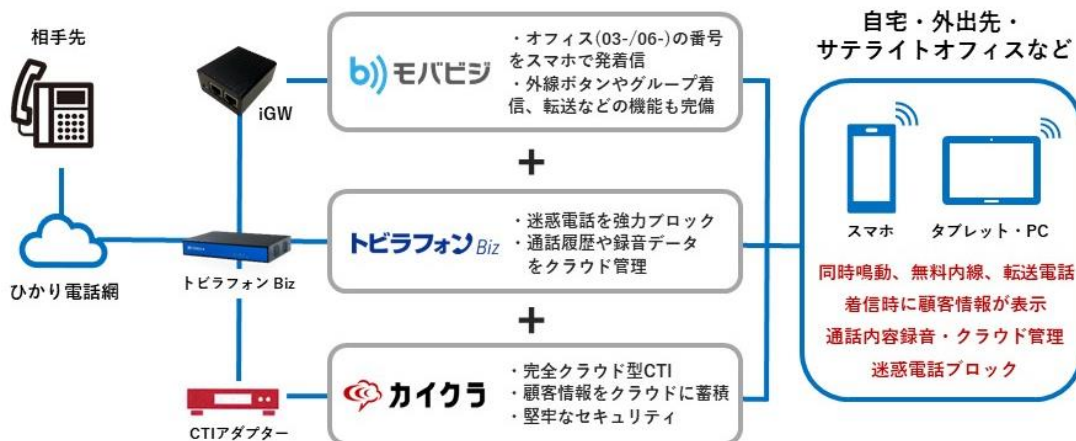 相手先
iGW
モバビジ
・オフィス(03-/06-)の番号
をスマホで発着信
・外線ボタンやグループ着
信、転送などの機能も完備
+
ひかり電話網
トビラフォン Biz
トビラフォン Biz
・迷惑電話を強力ブロック
・通話履歴や録音データ
をクラウド管理
+
CTIアダプター
カイクラ
・完全クラウド型CTI
・顧客情報をクラウドに蓄積
・堅牢なセキュリティ
自宅・外出先・
サテライトオフィスなど
スマホ
タブレット・PC
同時鳴動、無料内線、転送電話
着信時に顧客情報が表示
通話内容録音・クラウド管理
迷惑電話ブロック